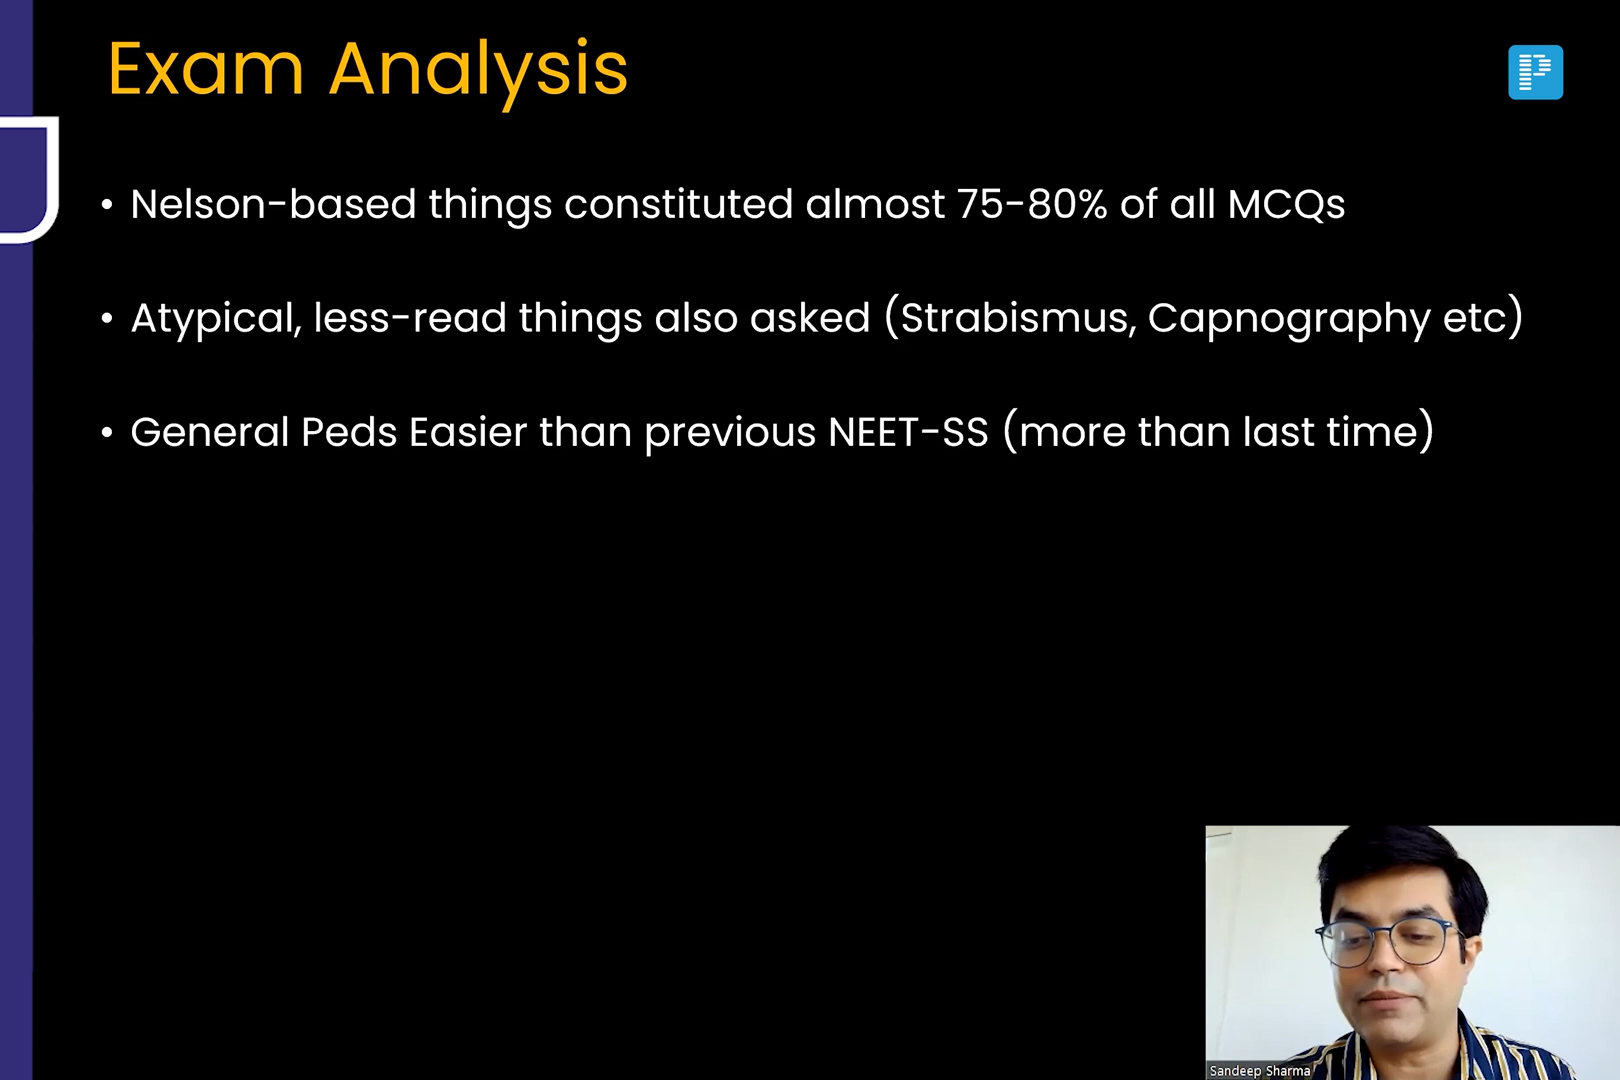 Exam Analysis
• Nelson-based things constituted almost 75-80% of all MCQs
• Atypical, less-read things also asked (Strabismus, Capnography etc)
• General Peds Easier than previous NEET-SS (more than last time)
Sandeep Sharma